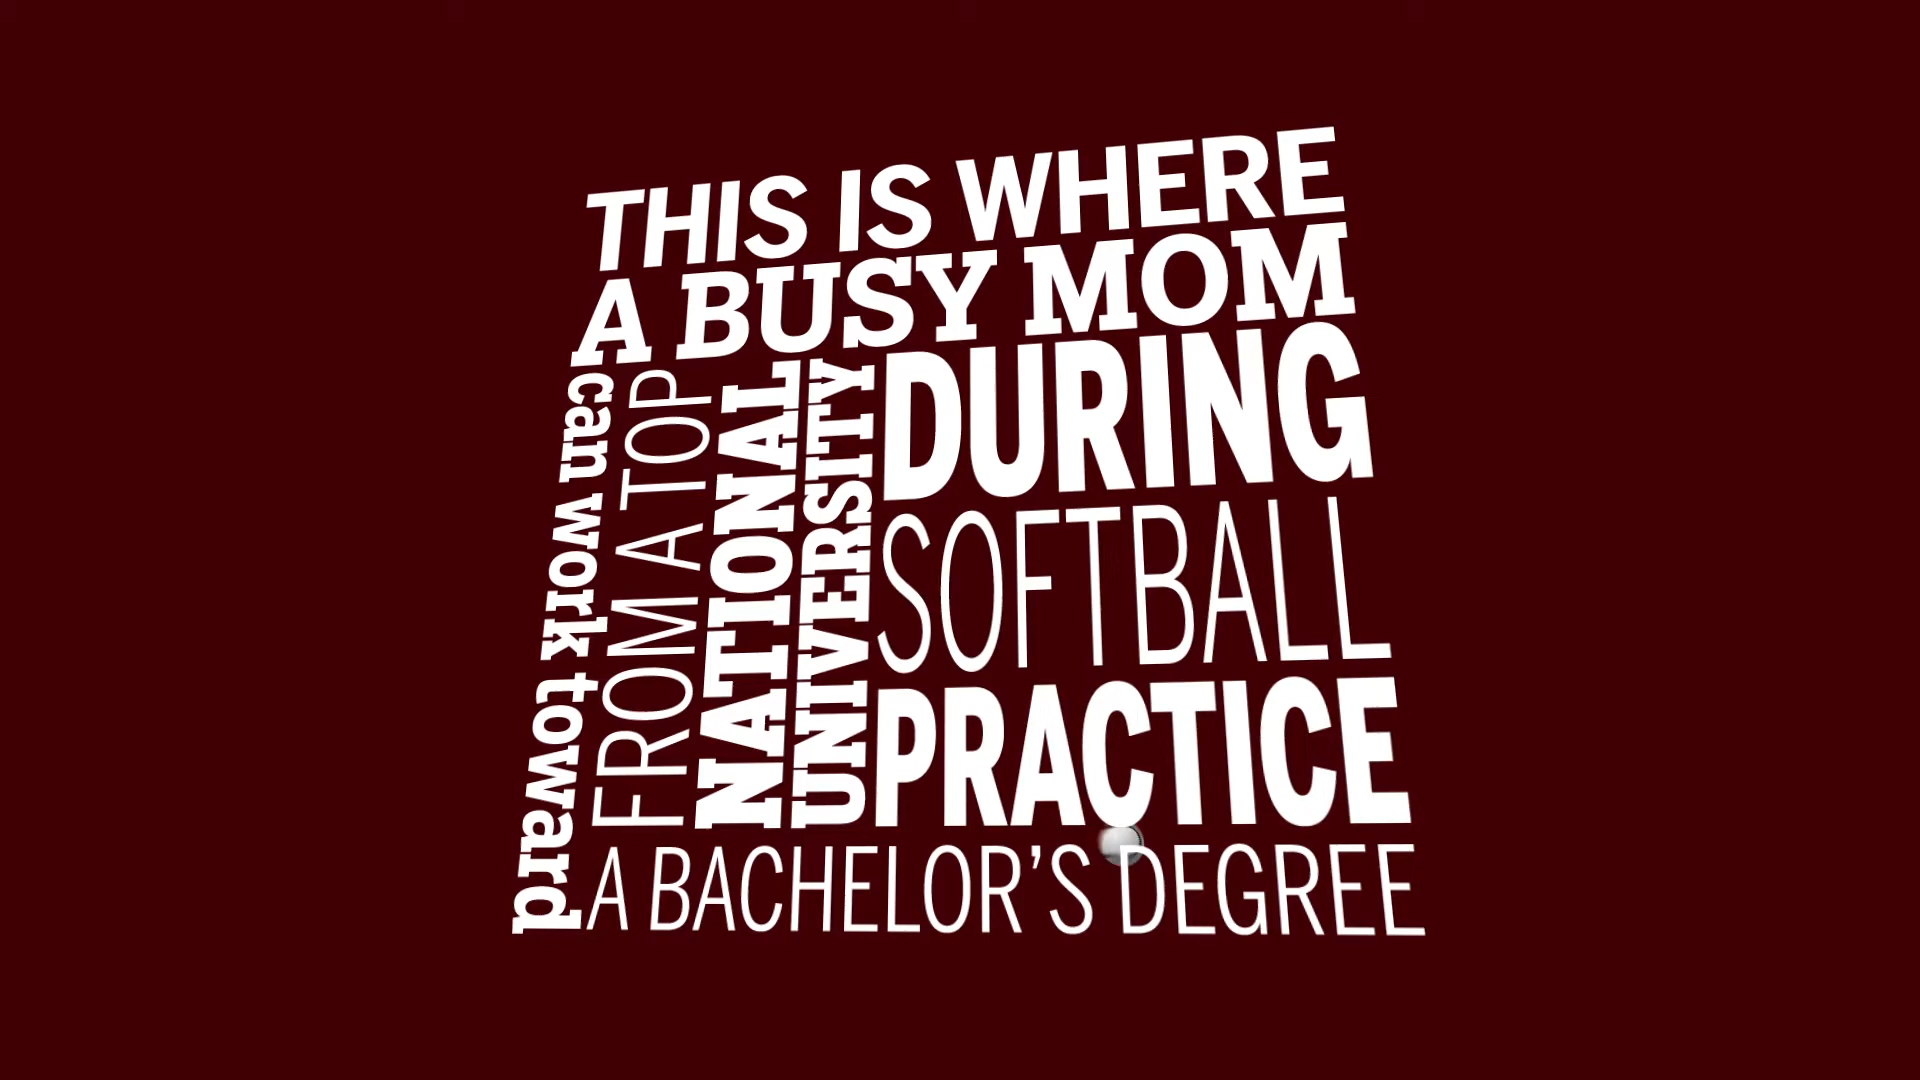 THIS IS WHERE
A BUSY MOM
can work toward
A BACHELOR'S DEGREE
FROM A TOP
NATIONAL
UNIVERSITY
DURING
SOFTBALL
PRACTICE